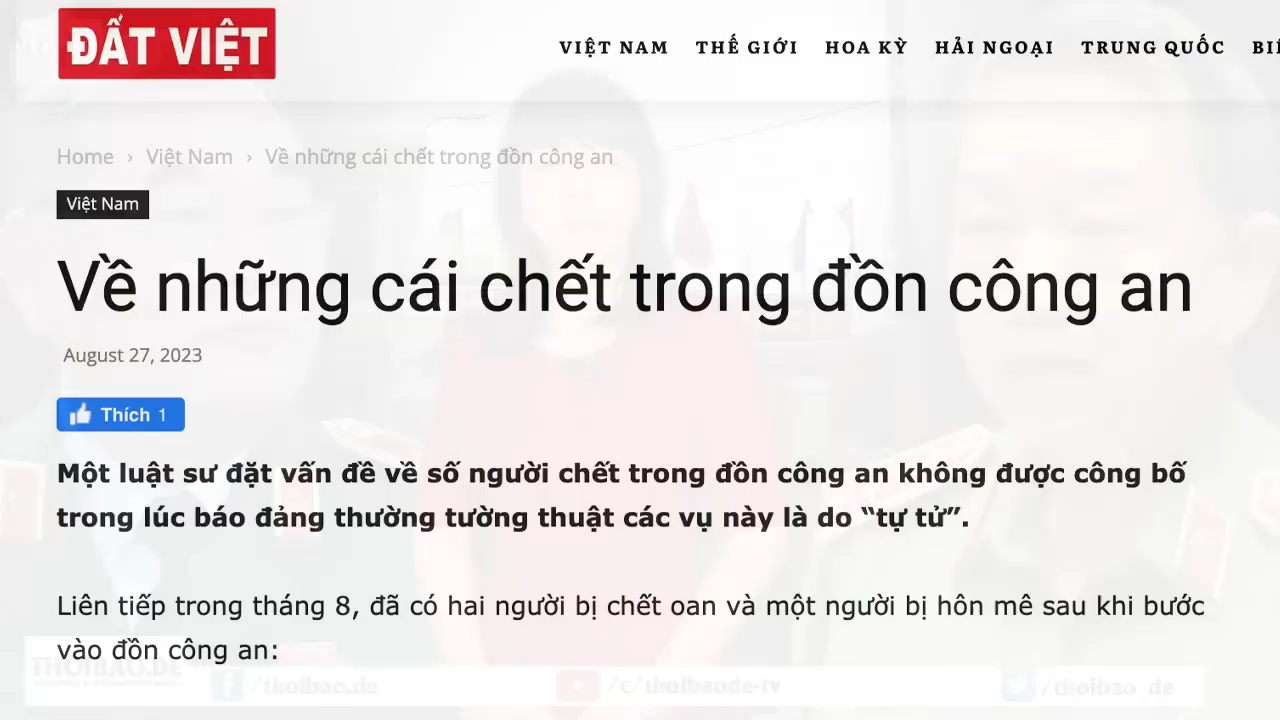 ĐẤT VIỆT
VIỆT NAM THẾ GIỚI HOA KỲ HẢI NGOẠI TRUNG QUỐC
Home › Việt Nam › Về những cái chết trong đồn công an
Việt Nam
Về những cái chết trong đồn công an
August 27, 2023
Thích 1
Một luật sư đặt vấn đề về số người chết trong đồn công an không được công bố
trong lúc báo đảng thường tường thuật các vụ này là do “tự tử”.
Liên tiếp trong tháng 8, đã có hai người bị chết oan và một người bị hôn mê sau khi bước
vào đồn công an:
THOIBAO.DE
/thoibao.de /c/thoibaode-tv /thoibao_de